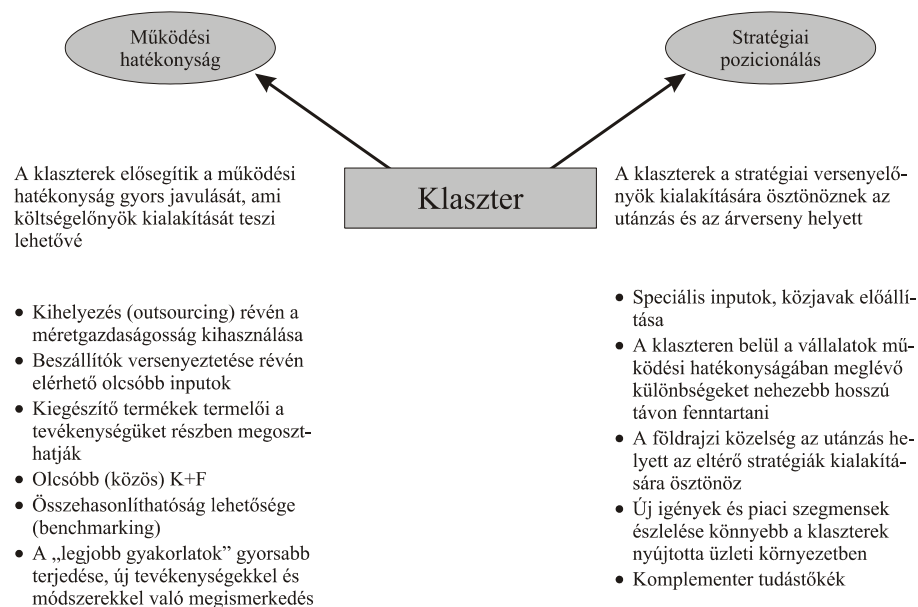 Működési
hatékonyság
Stratégiai
pozicionálás
Klaszter
A klaszterek elősegítik a működési
hatékonyság gyors javulását, ami
költségelőnyök kialakítását teszi
lehetővé
A klaszterek a stratégiai versenyelő-
nyök kialakítására ösztönöznek az
utánzás és az árverseny helyett
• Kihelyezés (outsourcing) révén a
méretgazdaságosság kihasználása
• Beszállítók versenyeztetése révén
elérhető olcsóbb inputok
• Kiegészítő termékek termelői a
tevékenységüket részben megoszt-
hatják
• Olcsóbb (közös) K+F
• Összehasonlíthatóság lehetősége
(benchmarking)
• A „legjobb gyakorlatok” gyorsabb
terjedése, új tevékenységekkel és
módszerekkel való megismerkedés
• Speciális inputok, közjavak előállí-
tása
• A klaszteren belül a vállalatok mű-
ködési hatékonyságában meglévő
különbségeket nehezebb hosszú
távon fenntartani
• A földrajzi közelség az utánzás he-
lyett az eltérő stratégiák kialakítá-
sára ösztönöz
• Új igények és piaci szegmensek
észlelése könnyebb a klaszterek
nyújtotta üzleti környezetben
• Komplementer tudástőkék